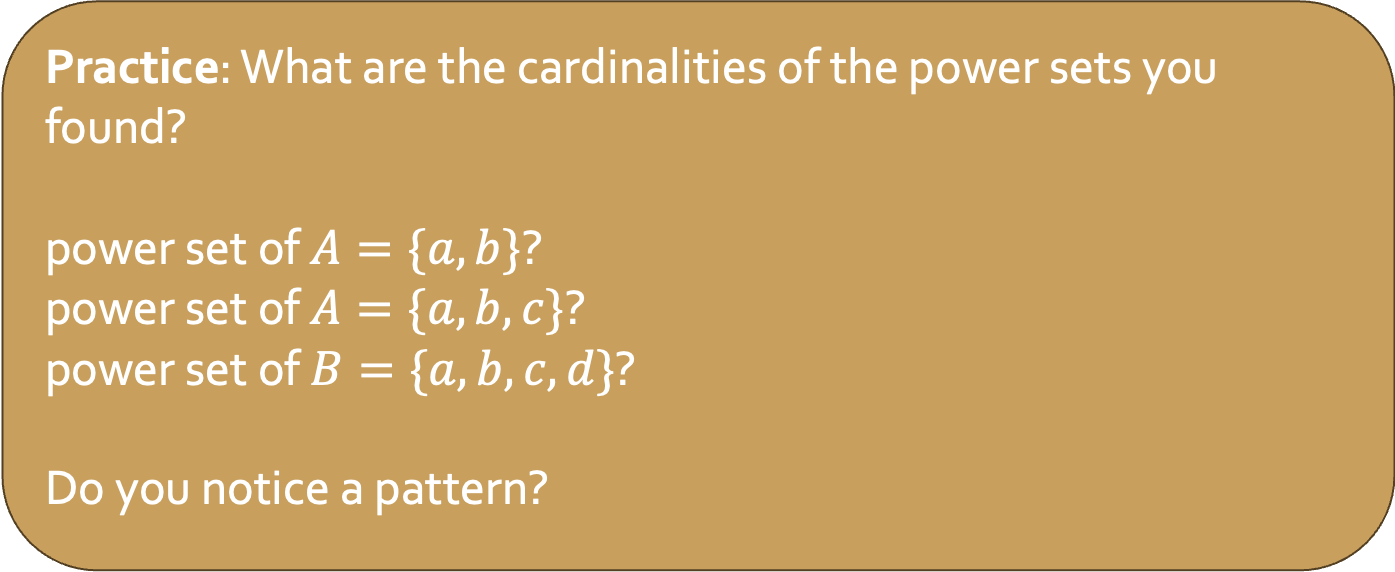 Practice: What are the cardinalities of the power sets you
found?
power set of A = {a, b}?
power set of A = {a, b, c}?
power set of B = {a, b, c, d}?
Do you notice a pattern?